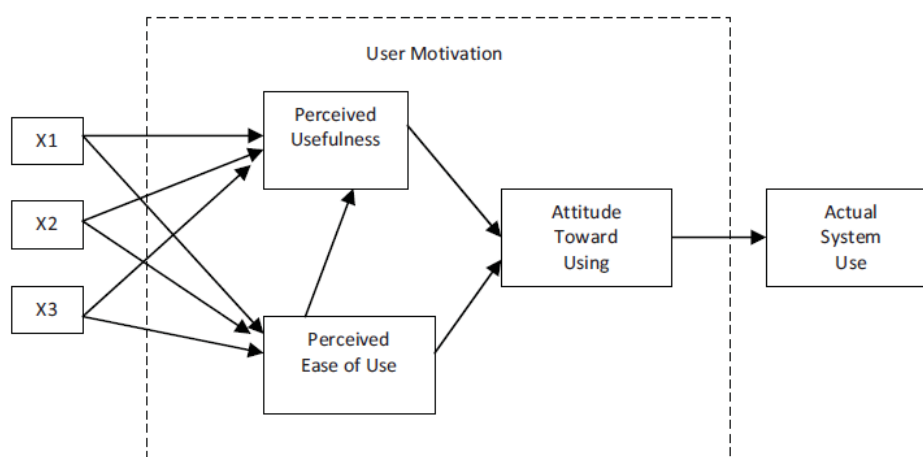 User Motivation
X1
X2
X3
Perceived
Usefulness
Perceived
Ease of Use
Attitude
Toward
Using
Actual
System
Use